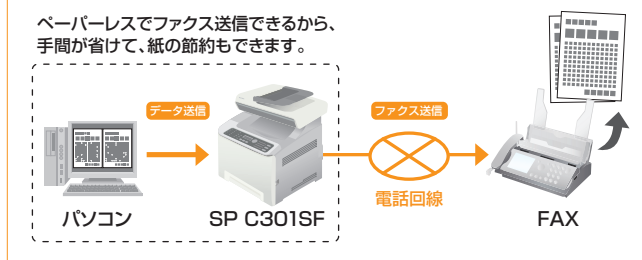 ペーパーレスでファクス送信できるから、
手間が省けて、紙の節約もできます。
データ送信
ファクス送信
電話回線
パソコン
SP C301SF
FAX